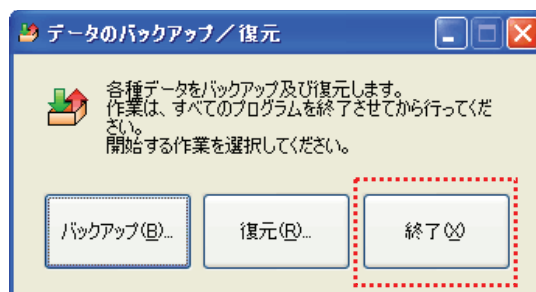 データのバックアップ／復元
各種データをバックアップ及び復元します。
作業は、すべてのプログラムを終了させてから行ってくだ
さい。
開始する作業を選択してください。
バックアップ(B)... 復元(R)... 終了(X)